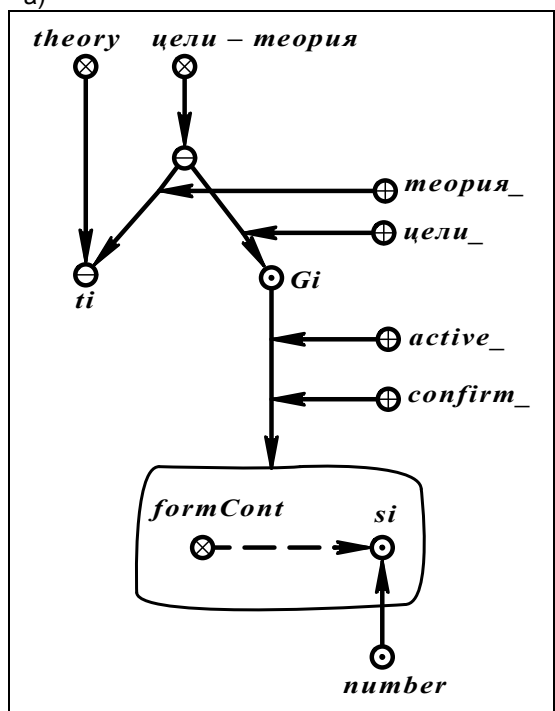 а)
theory цели – теория
теория_
цели_
ti
Gi
active_
confirm_
formCont
si
number